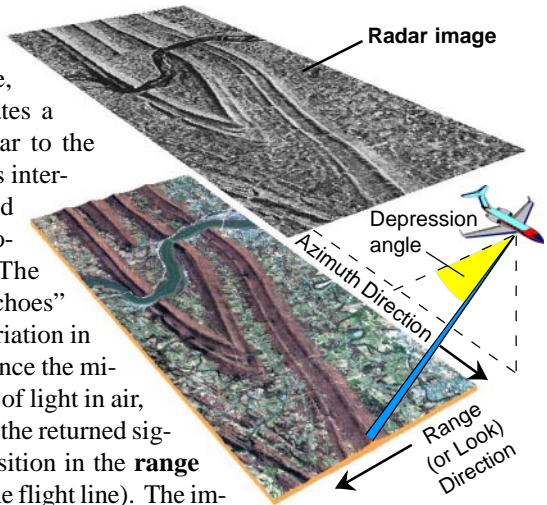 Radar image
e,
ates a
ar to the
s inter-
d
o-
The
choes”
riation in
nce the mi-
of light in air,
the returned sig-
sition in the range
e flight line). The im-
Depression
angle
Azimuth Direction
Range
(or Look)
Direction